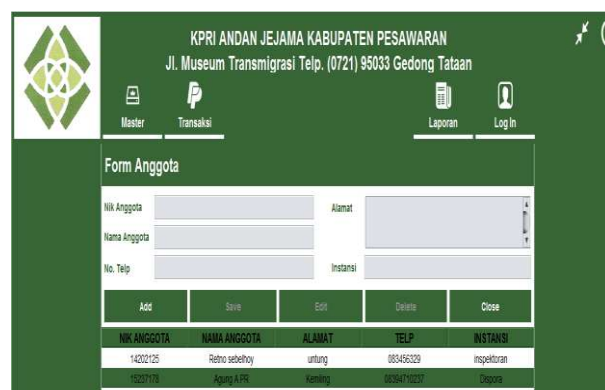 KPRI ANDAN JEJAMA KABUPATEN PESAWARAN
Jl. Museum Transmigrasi Telp. (0721) 95033 Gedong Tataan
Master Transaksi Laporan Log In
Form Anggota
Nik Anggota Alamat
Nama Anggota
No. Telp Instansi
Add Save Edit Delete Close
NIK ANGGOTA NAMA ANGGOTA ALAMAT TELP INSTANSI
14202125 Retno sebelhoy untung 083456329 inspektoran
15237178 Agung A PR Kemiling 08394710237 Dispora